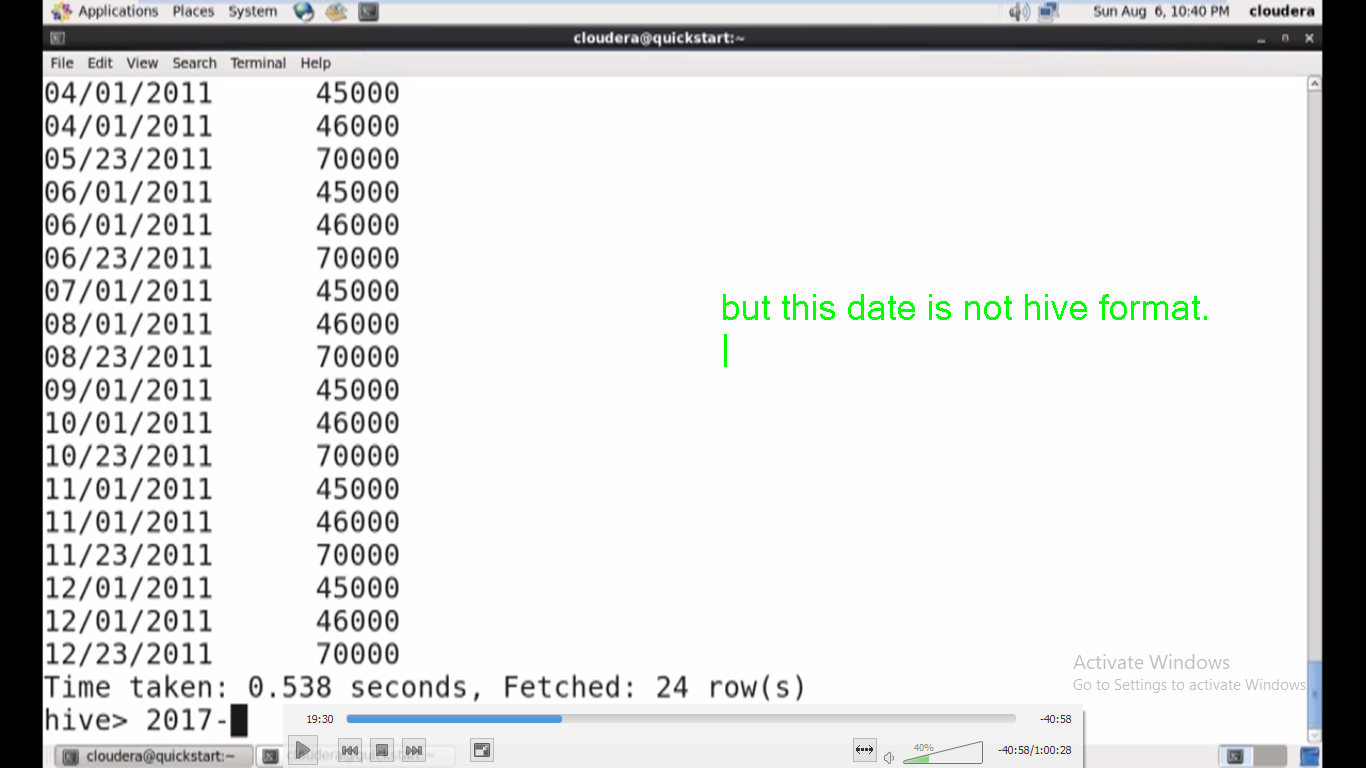 Applications Places System Sun Aug 6, 10:40 PM cloudera
cloudera@quickstart:~
File Edit View Search Terminal Help
04/01/2011 45000
04/01/2011 46000
05/23/2011 70000
06/01/2011 45000
06/01/2011 46000
06/23/2011 70000
07/01/2011 45000
but this date is not hive format.
08/01/2011 46000
08/23/2011 70000
09/01/2011 45000
10/01/2011 46000
10/23/2011 70000
11/01/2011 45000
11/01/2011 46000
11/23/2011 70000
12/01/2011 45000
12/01/2011 46000
12/23/2011 70000
Activate Windows
Go to Settings to activate Windows
Time taken: 0.538 seconds, Fetched: 24 row(s)
hive> 2017-
19:30 -40:58
40% -40:58/1:00:28
cloudera@quickstart:~ cloudera@quickstart:~